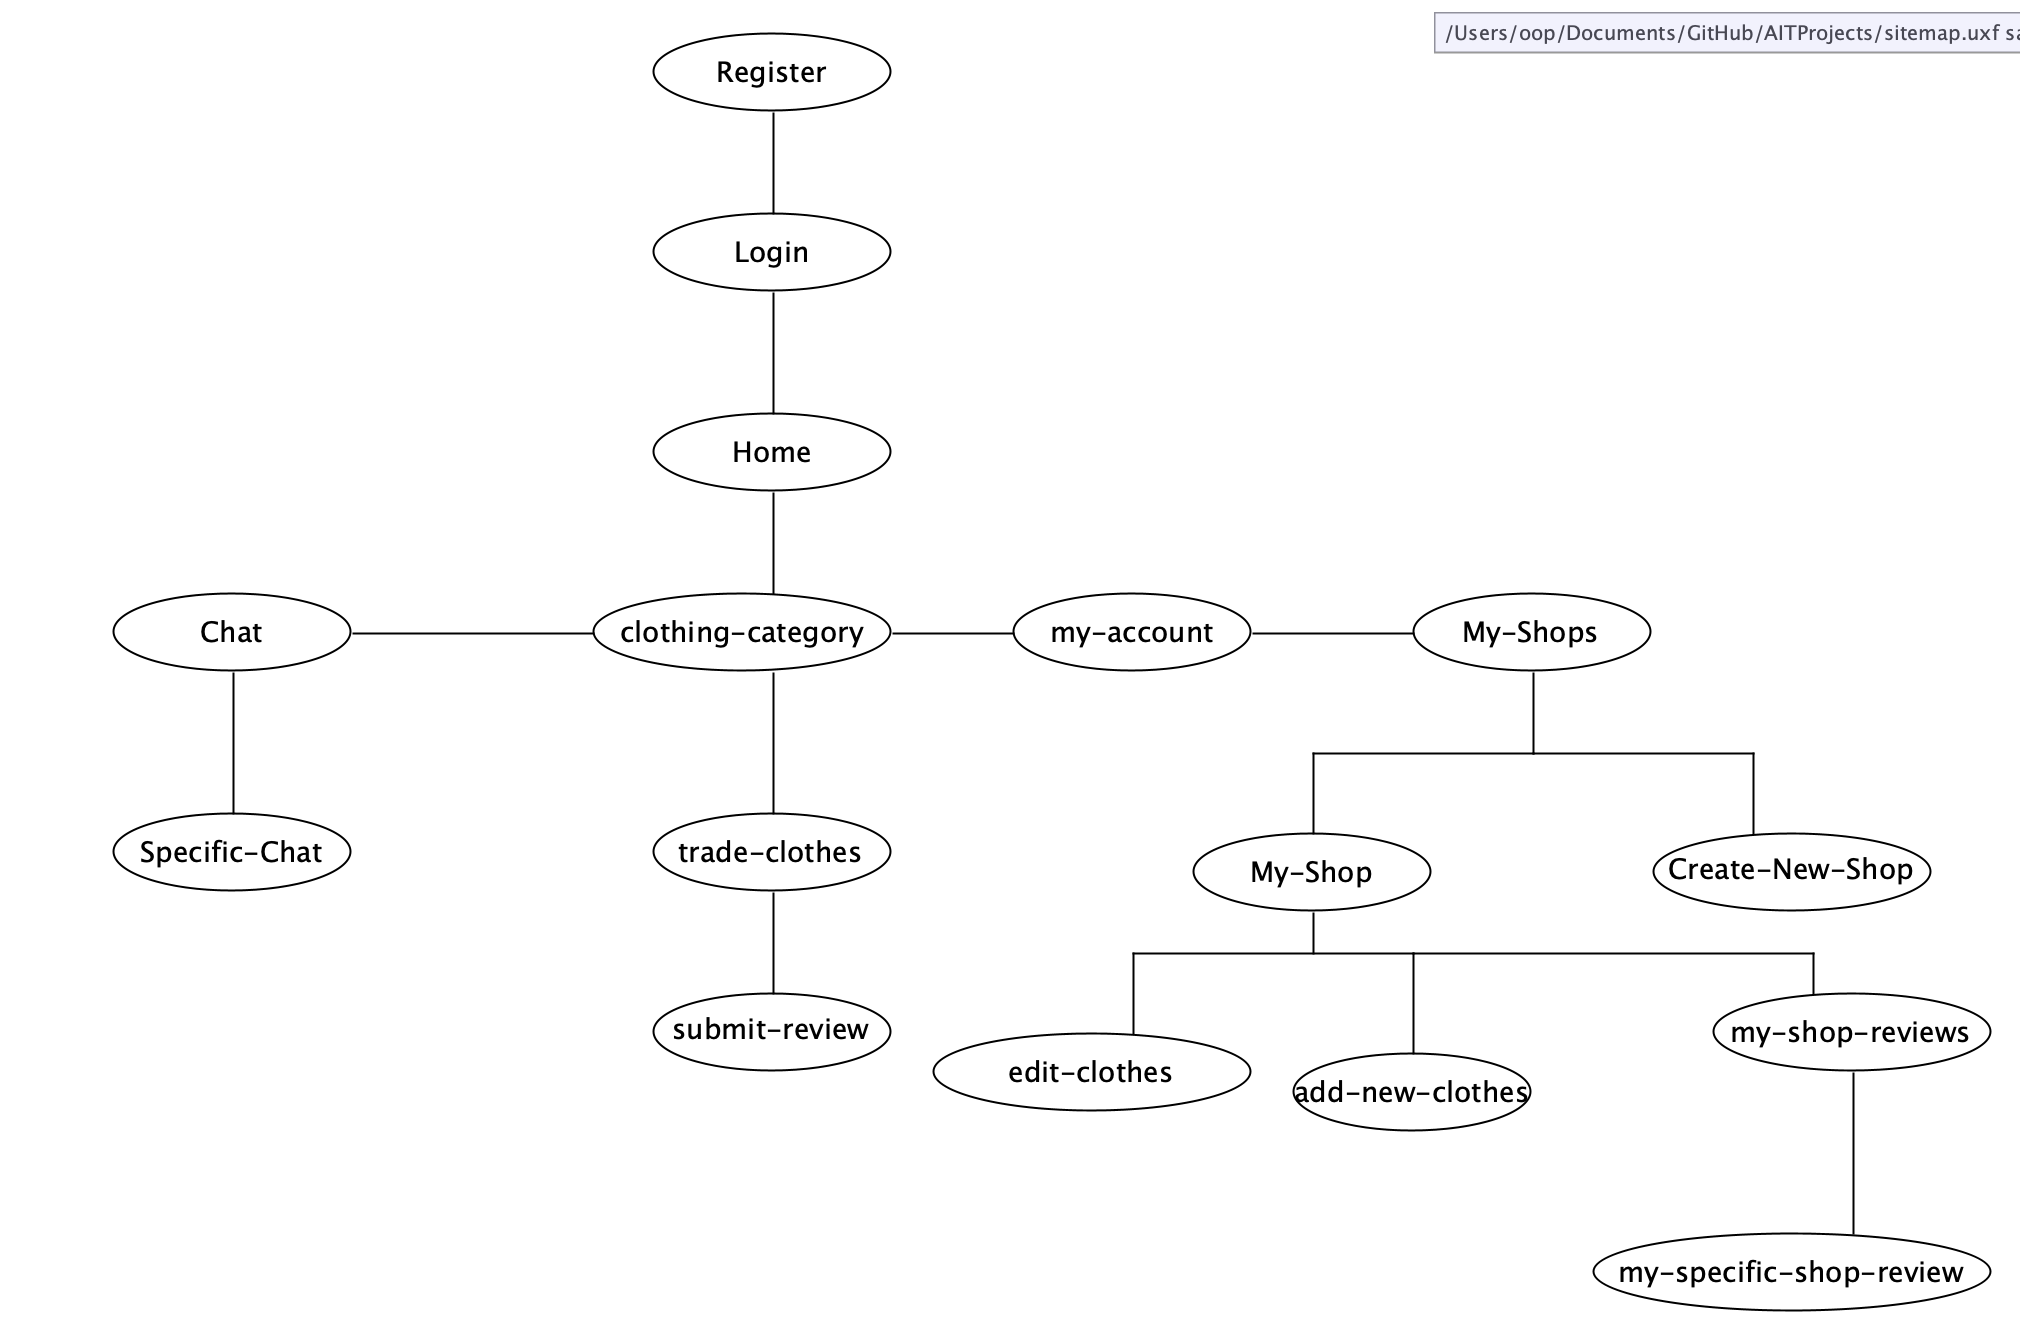 /Users/oop/Documents/GitHub/AITProjects/sitemap.uxf
Register
Login
Home
Chat
clothing-category
my-account
My-Shops
Specific-Chat
trade-clothes
My-Shop
Create-New-Shop
submit-review
edit-clothes
add-new-clothes
my-shop-reviews
my-specific-shop-review